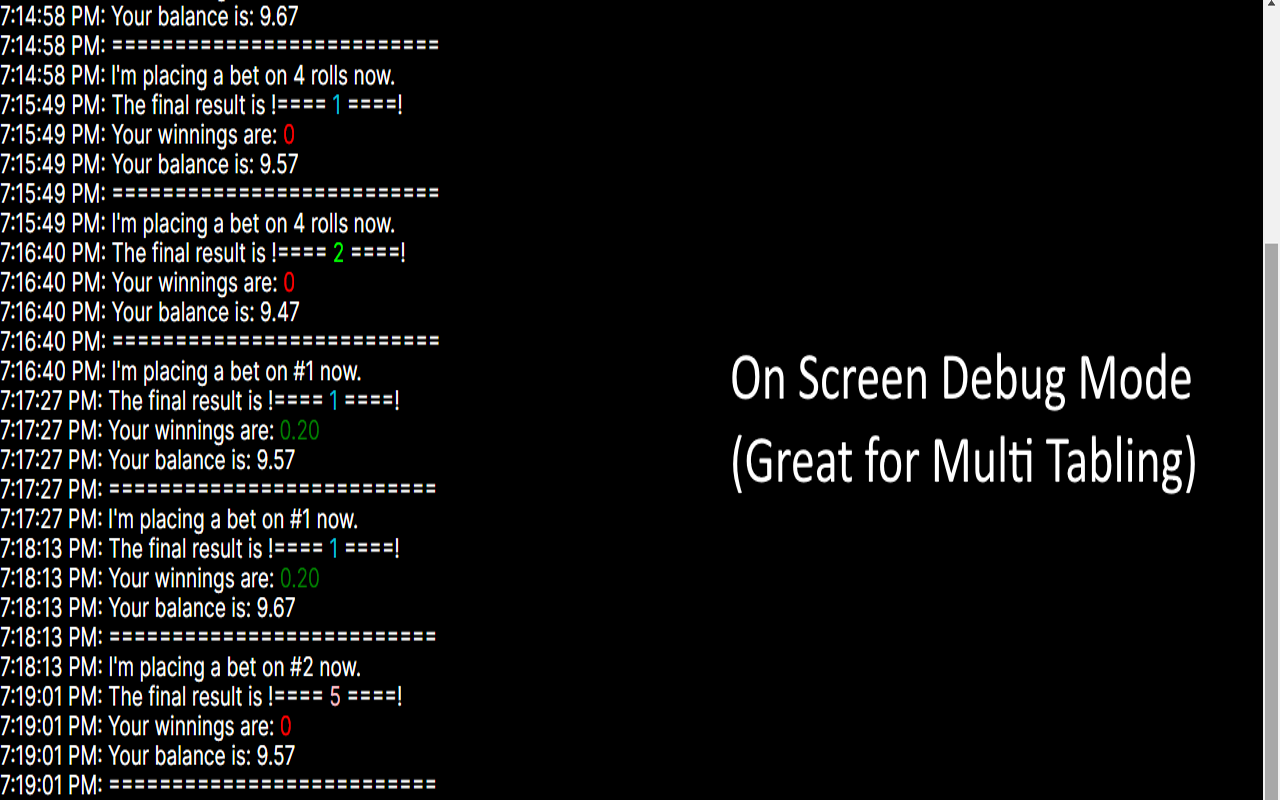 7:14:58 PM: Your balance is: 9.67
7:14:58 PM: ==========================
7:14:58 PM: I'm placing a bet on 4 rolls now.
7:15:49 PM: The final result is !==== 1 ====!
7:15:49 PM: Your winnings are: 0
7:15:49 PM: Your balance is: 9.57
7:15:49 PM: ==========================
7:15:49 PM: I'm placing a bet on 4 rolls now.
7:16:40 PM: The final result is !==== 2 ====!
7:16:40 PM: Your winnings are: 0
7:16:40 PM: Your balance is: 9.47
7:16:40 PM: ==========================
7:16:40 PM: I'm placing a bet on #1 now.
7:17:27 PM: The final result is !==== 1 ====!
7:17:27 PM: Your winnings are: 0.20
7:17:27 PM: Your balance is: 9.57
7:17:27 PM: ==========================
7:17:27 PM: I'm placing a bet on #1 now.
7:18:13 PM: The final result is !==== 1 ====!
7:18:13 PM: Your winnings are: 0.20
7:18:13 PM: Your balance is: 9.67
7:18:13 PM: ==========================
7:18:13 PM: I'm placing a bet on #2 now.
7:19:01 PM: The final result is !==== 5 ====!
7:19:01 PM: Your winnings are: 0
7:19:01 PM: Your balance is: 9.57
7:19:01 PM: ==========================
On Screen Debug Mode
(Great for Multi Tabling)